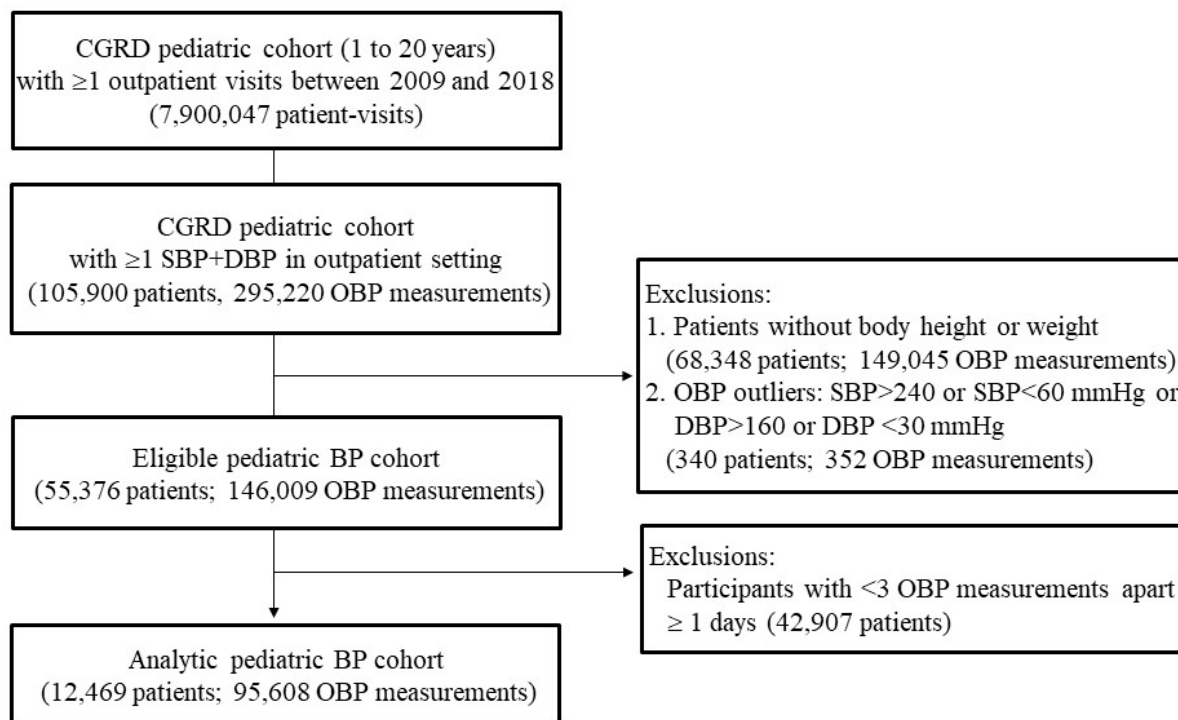 CGRD pediatric cohort (1 to 20 years)
with ≥1 outpatient visits between 2009 and 2018
(7,900,047 patient-visits)
CGRD pediatric cohort
with ≥1 SBP+DBP in outpatient setting
(105,900 patients, 295,220 OBP measurements)
Exclusions:
1. Patients without body height or weight
(68,348 patients; 149,045 OBP measurements)
2. OBP outliers: SBP>240 or SBP<60 mmHg or
DBP>160 or DBP <30 mmHg
(340 patients; 352 OBP measurements)
Eligible pediatric BP cohort
(55,376 patients; 146,009 OBP measurements)
Exclusions:
Participants with <3 OBP measurements apart
≥ 1 days (42,907 patients)
Analytic pediatric BP cohort
(12,469 patients; 95,608 OBP measurements)